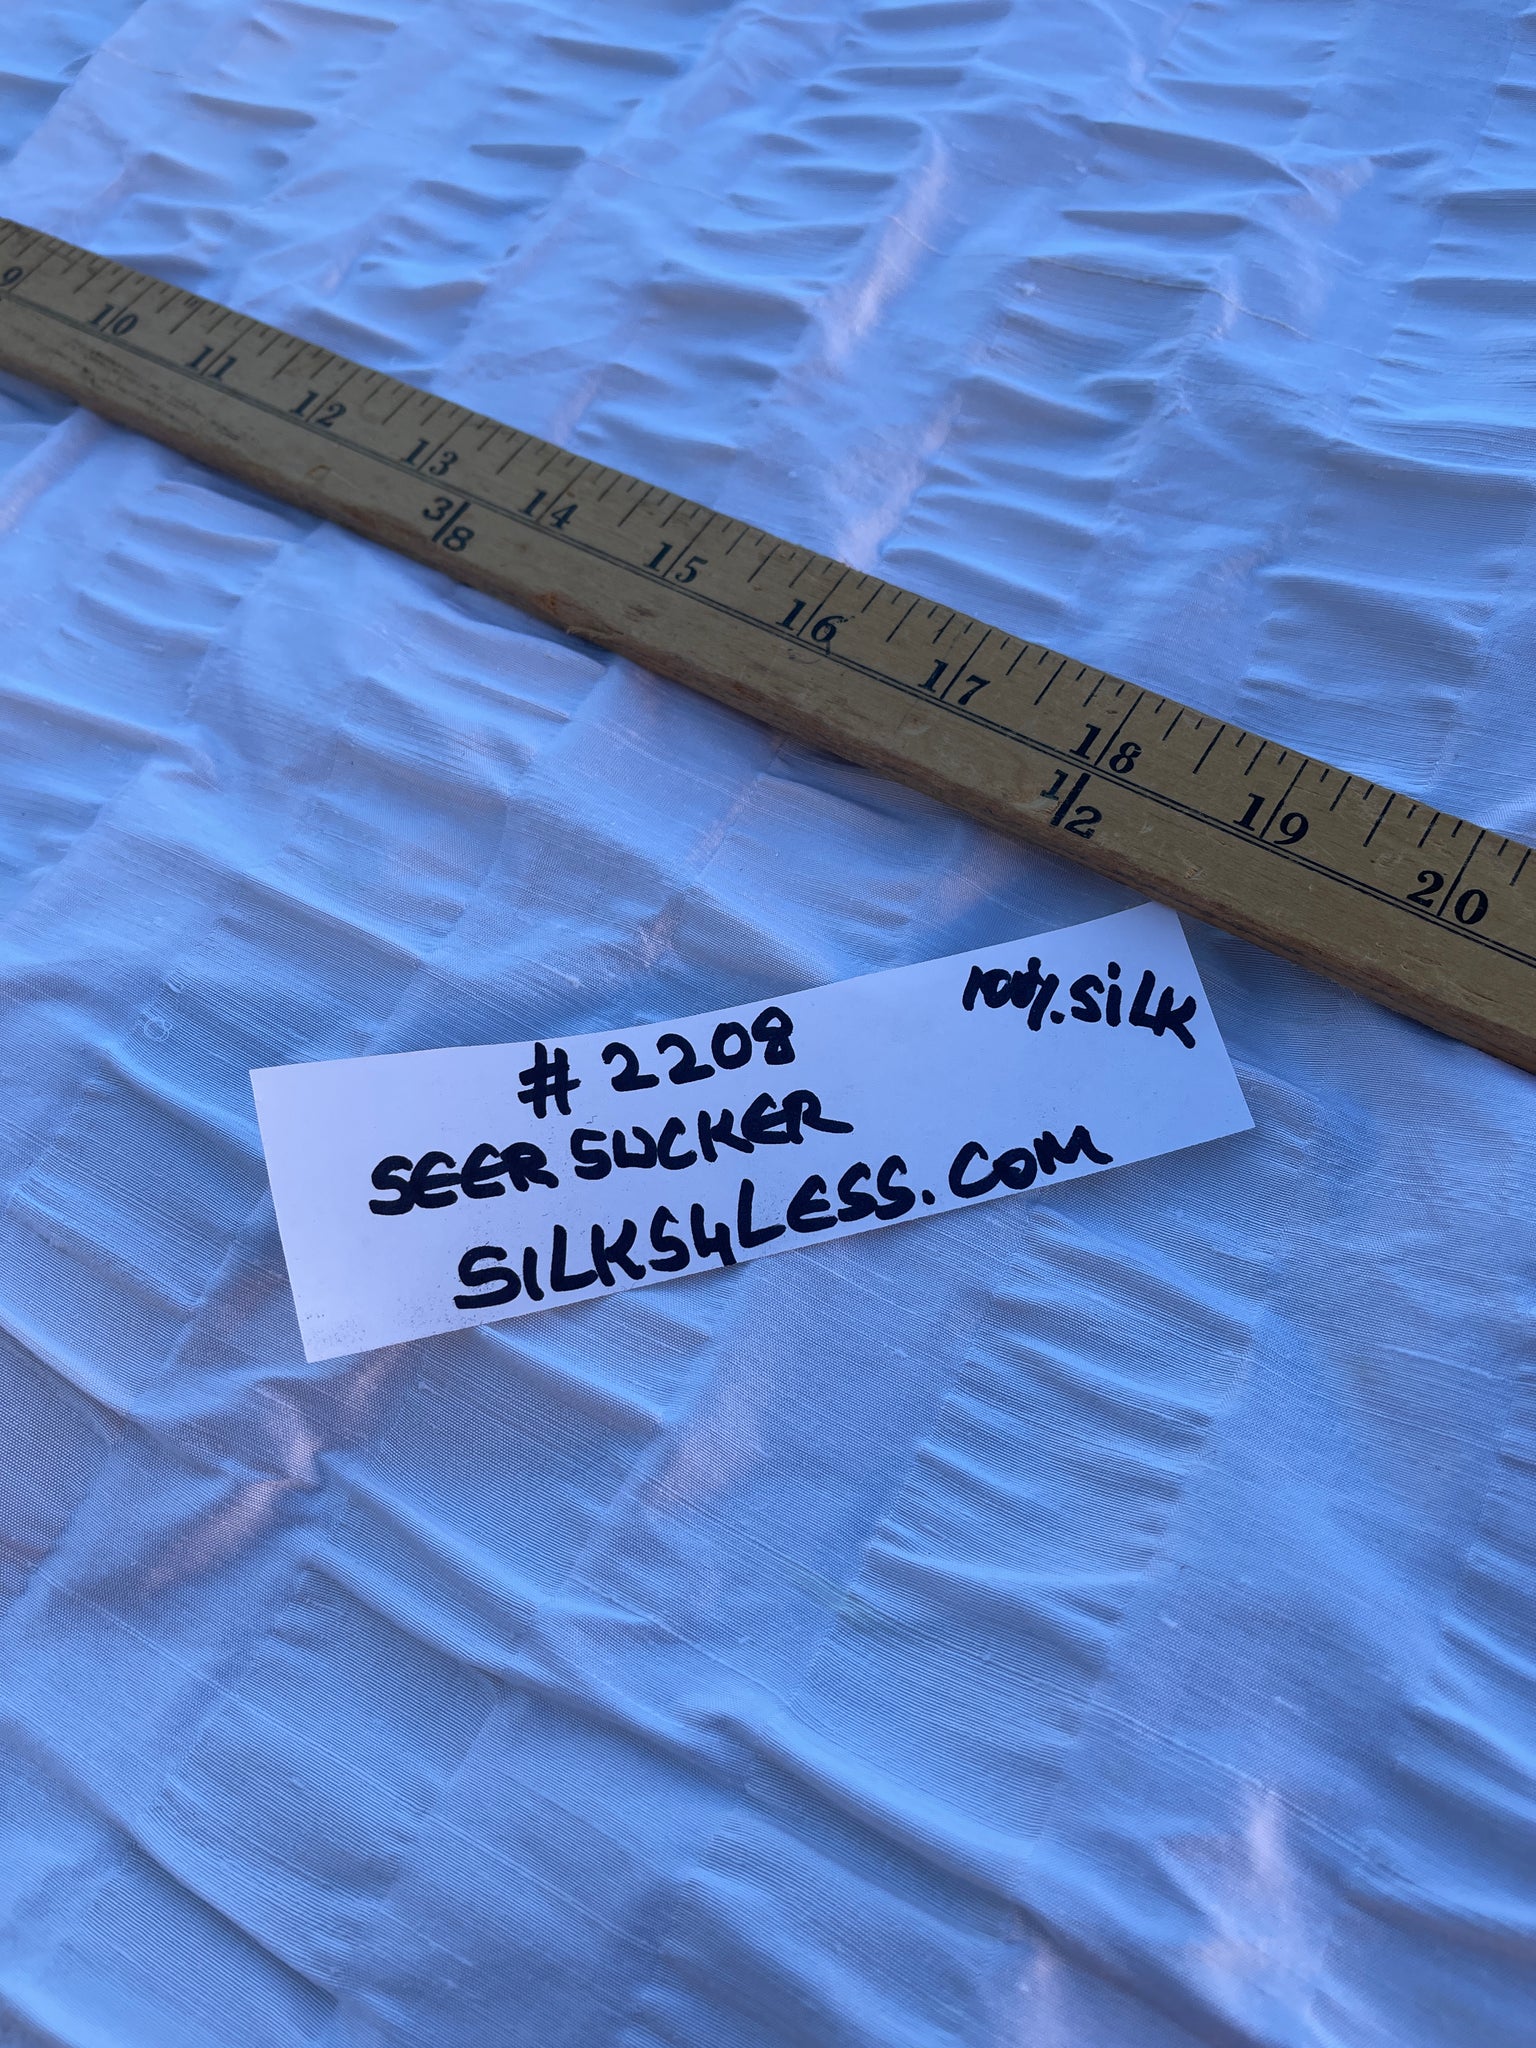 9 10 11 12 13 14 15 16 17 18 19 20
3/8 1/2
100%.SiLK
#2208
SEERSUCKER
SILKS4LESS.COM